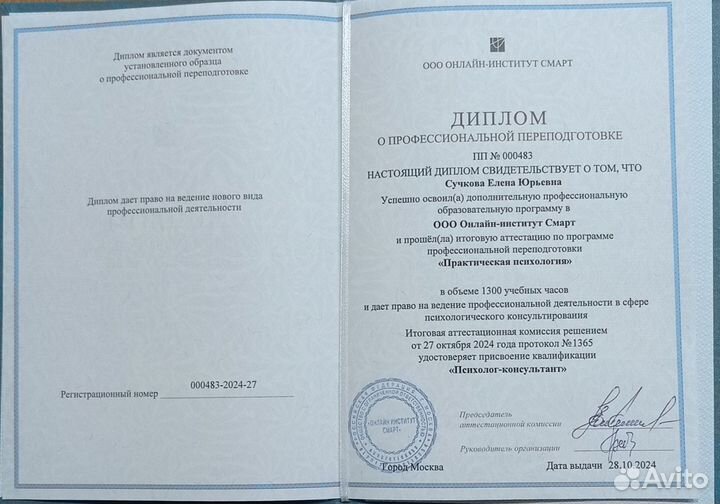 Диплом является документом
установленного образца
о профессиональной переподготовке
Диплом дает право на ведение нового вида
профессиональной деятельности
Регистрационный номер 000483-2024-27
ООО ОНЛАЙН-ИНСТИТУТ СМАРТ
ДИПЛОМ
О ПРОФЕССИОНАЛЬНОЙ ПЕРЕПОДГОТОВКЕ
ПП № 000483
НАСТОЯЩИЙ ДИПЛОМ СВИДЕТЕЛЬСТВУЕТ О ТОМ, ЧТО
Сучкова Елена Юрьевна
Успешно освоил(а) дополнительную профессиональную
образовательную программу в
ООО Онлайн-институт Смарт
и прошёл(ла) итоговую аттестацию по программе
профессиональной переподготовки
«Практическая психология»
в объеме 1300 учебных часов
и дает право на ведение профессиональной деятельности в сфере
психологического консультирования
Итоговая аттестационная комиссия решением
от 27 октября 2024 года протокол №1365
удостоверяет присвоение квалификации
«Психолог-консультант»
«ОНЛАЙН ИНСТИТУТ
СМАРТ»
Председатель
аттестационной комиссии
Руководитель организации
Город Москва
Дата выдачи 28.10.2024
Avito